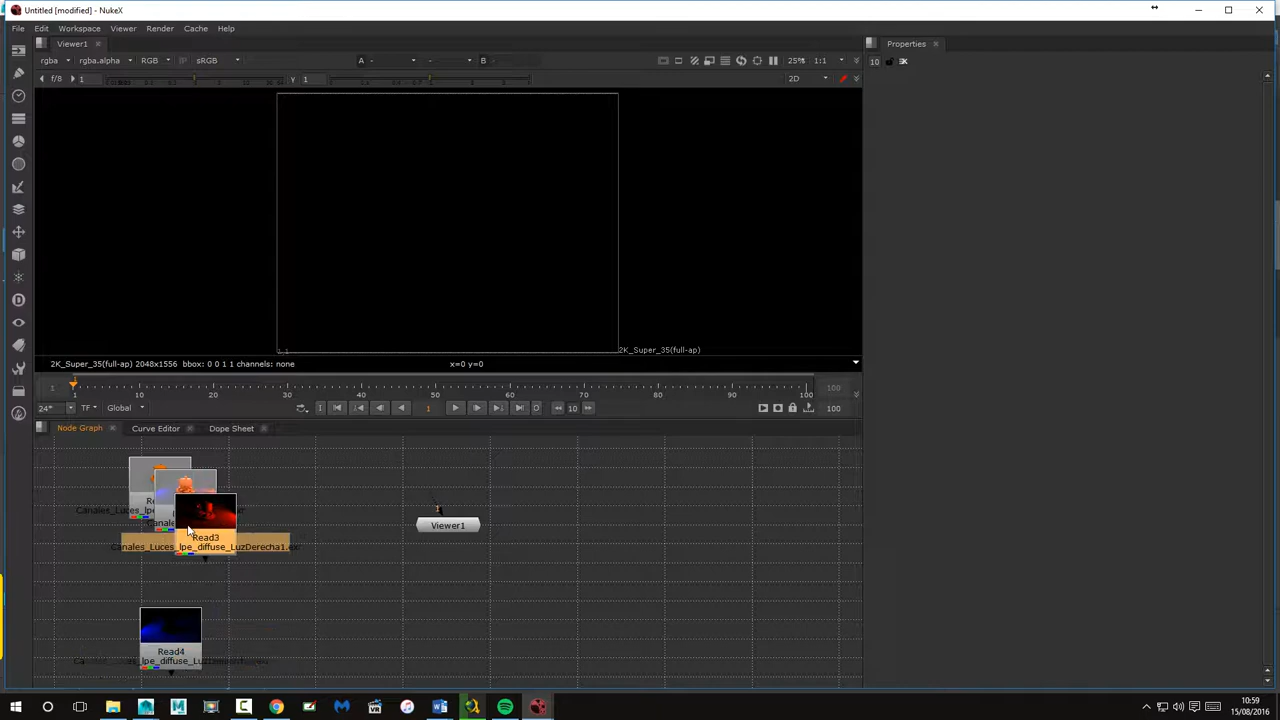 Untitled [modified] - NukeX
File Edit Workspace Viewer Render Cache Help
Viewer1
Properties
rgba rgba.alpha RGB sRGB A - - B - 25% 1:1
10
f/8 1 Y 1 2D
2K_Super_35(full-ap)
2K_Super_35(full-ap) 2048x1556 bbox: 0 0 1 1 channels: none x=0 y=0
1 1 10 20 30 40 50 60 70 80 90 100 100
24* TF Global 1 10 100
Node Graph Curve Editor Dope Sheet
Viewer1
Read3
Canales_Luces_lpe_diffuse_LuzDerecha1.exr
Read4
10:59
15/08/2016